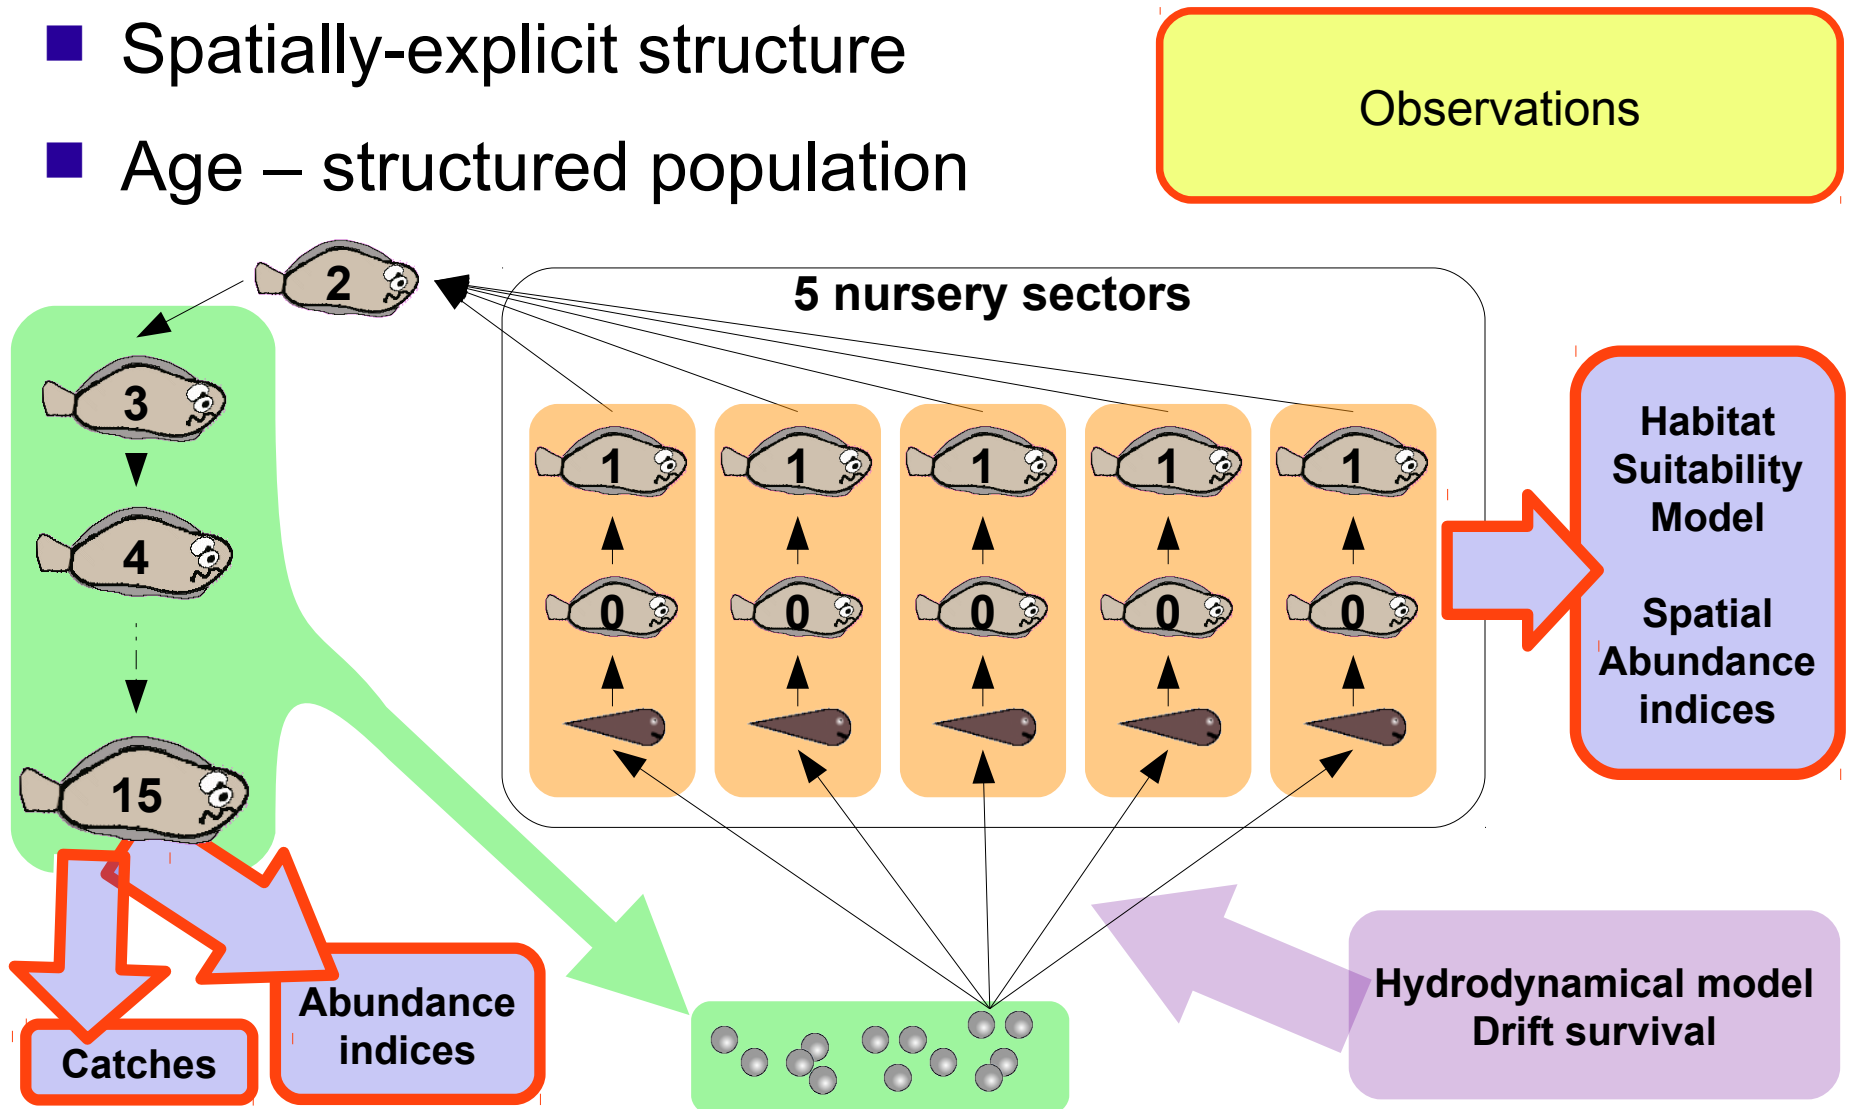 Spatially-explicit structure
Age – structured population
Observations
2
5 nursery sectors
3
4
15
1 1 1 1 1
0 0 0 0 0
Habitat
Suitability
Model
Spatial
Abundance
indices
Catches
Abundance
indices
Hydrodynamical model
Drift survival